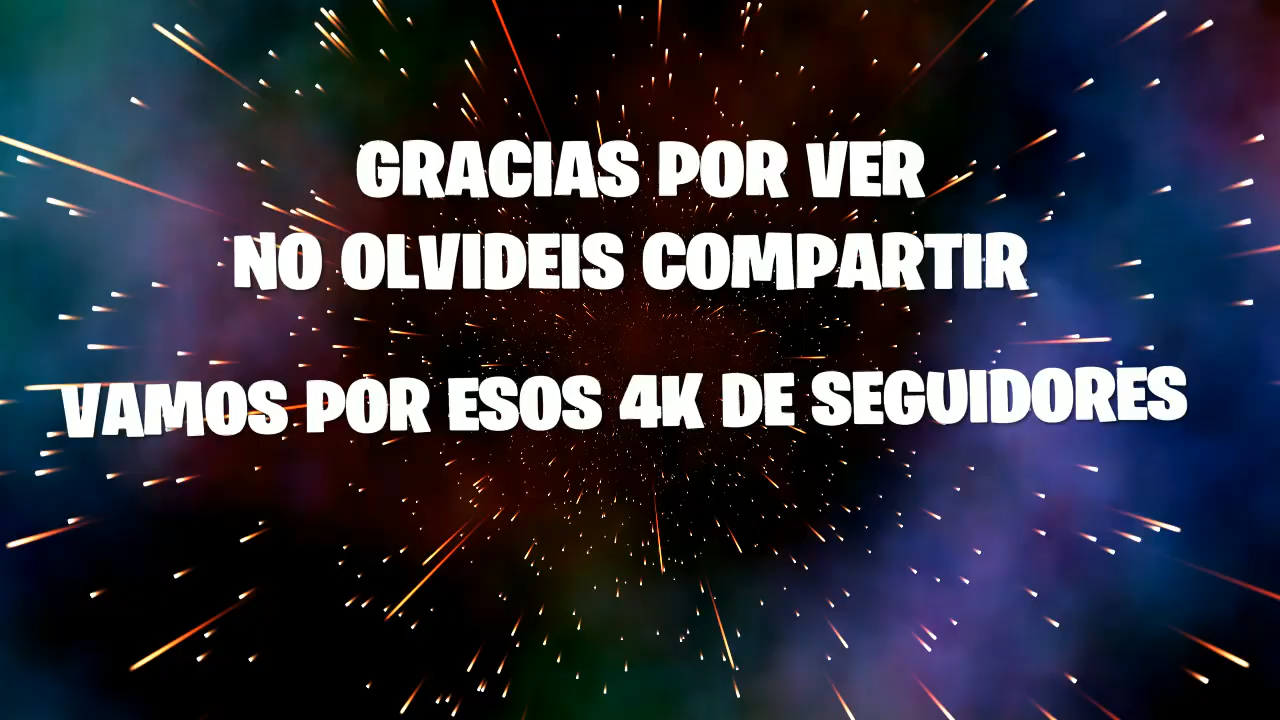 GRACIAS POR VER
NO OLVIDEIS COMPARTIR
VAMOS POR ESOS 4K DE SEGUIDORES